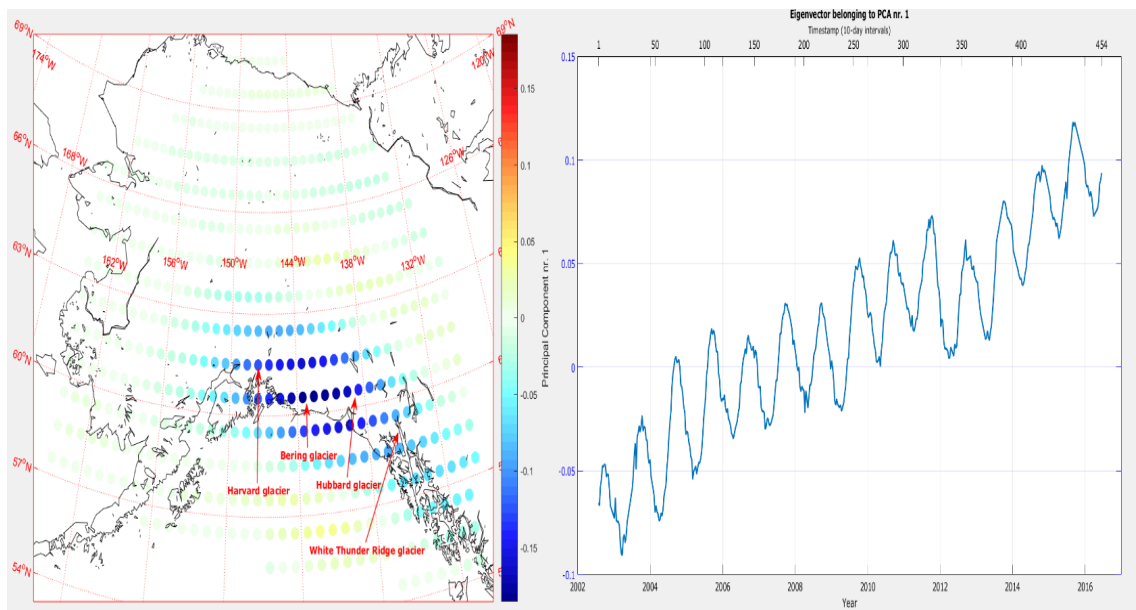 69°N
174°W
66°N
168°W
63°N
162°W
156°W
150°W
144°W
138°W
132°W
60°N
57°N
54°N
69°N
120°W
126°W
Bering glacier
Harvard glacier
Hubbard glacier
White Thunder Ridge glacier
0.15
0.1
0.05
0
-0.05
-0.1
-0.15
Eigenvector belonging to PCA nr. 1
Timestamp (10-day intervals)
1 50 100 150 200 250 300 350 400 454
Principal Component nr. 1
0.15
0.1
0.05
0
-0.05
-0.1
2002 2004 2006 2008 2010 2012 2014 2016
Year